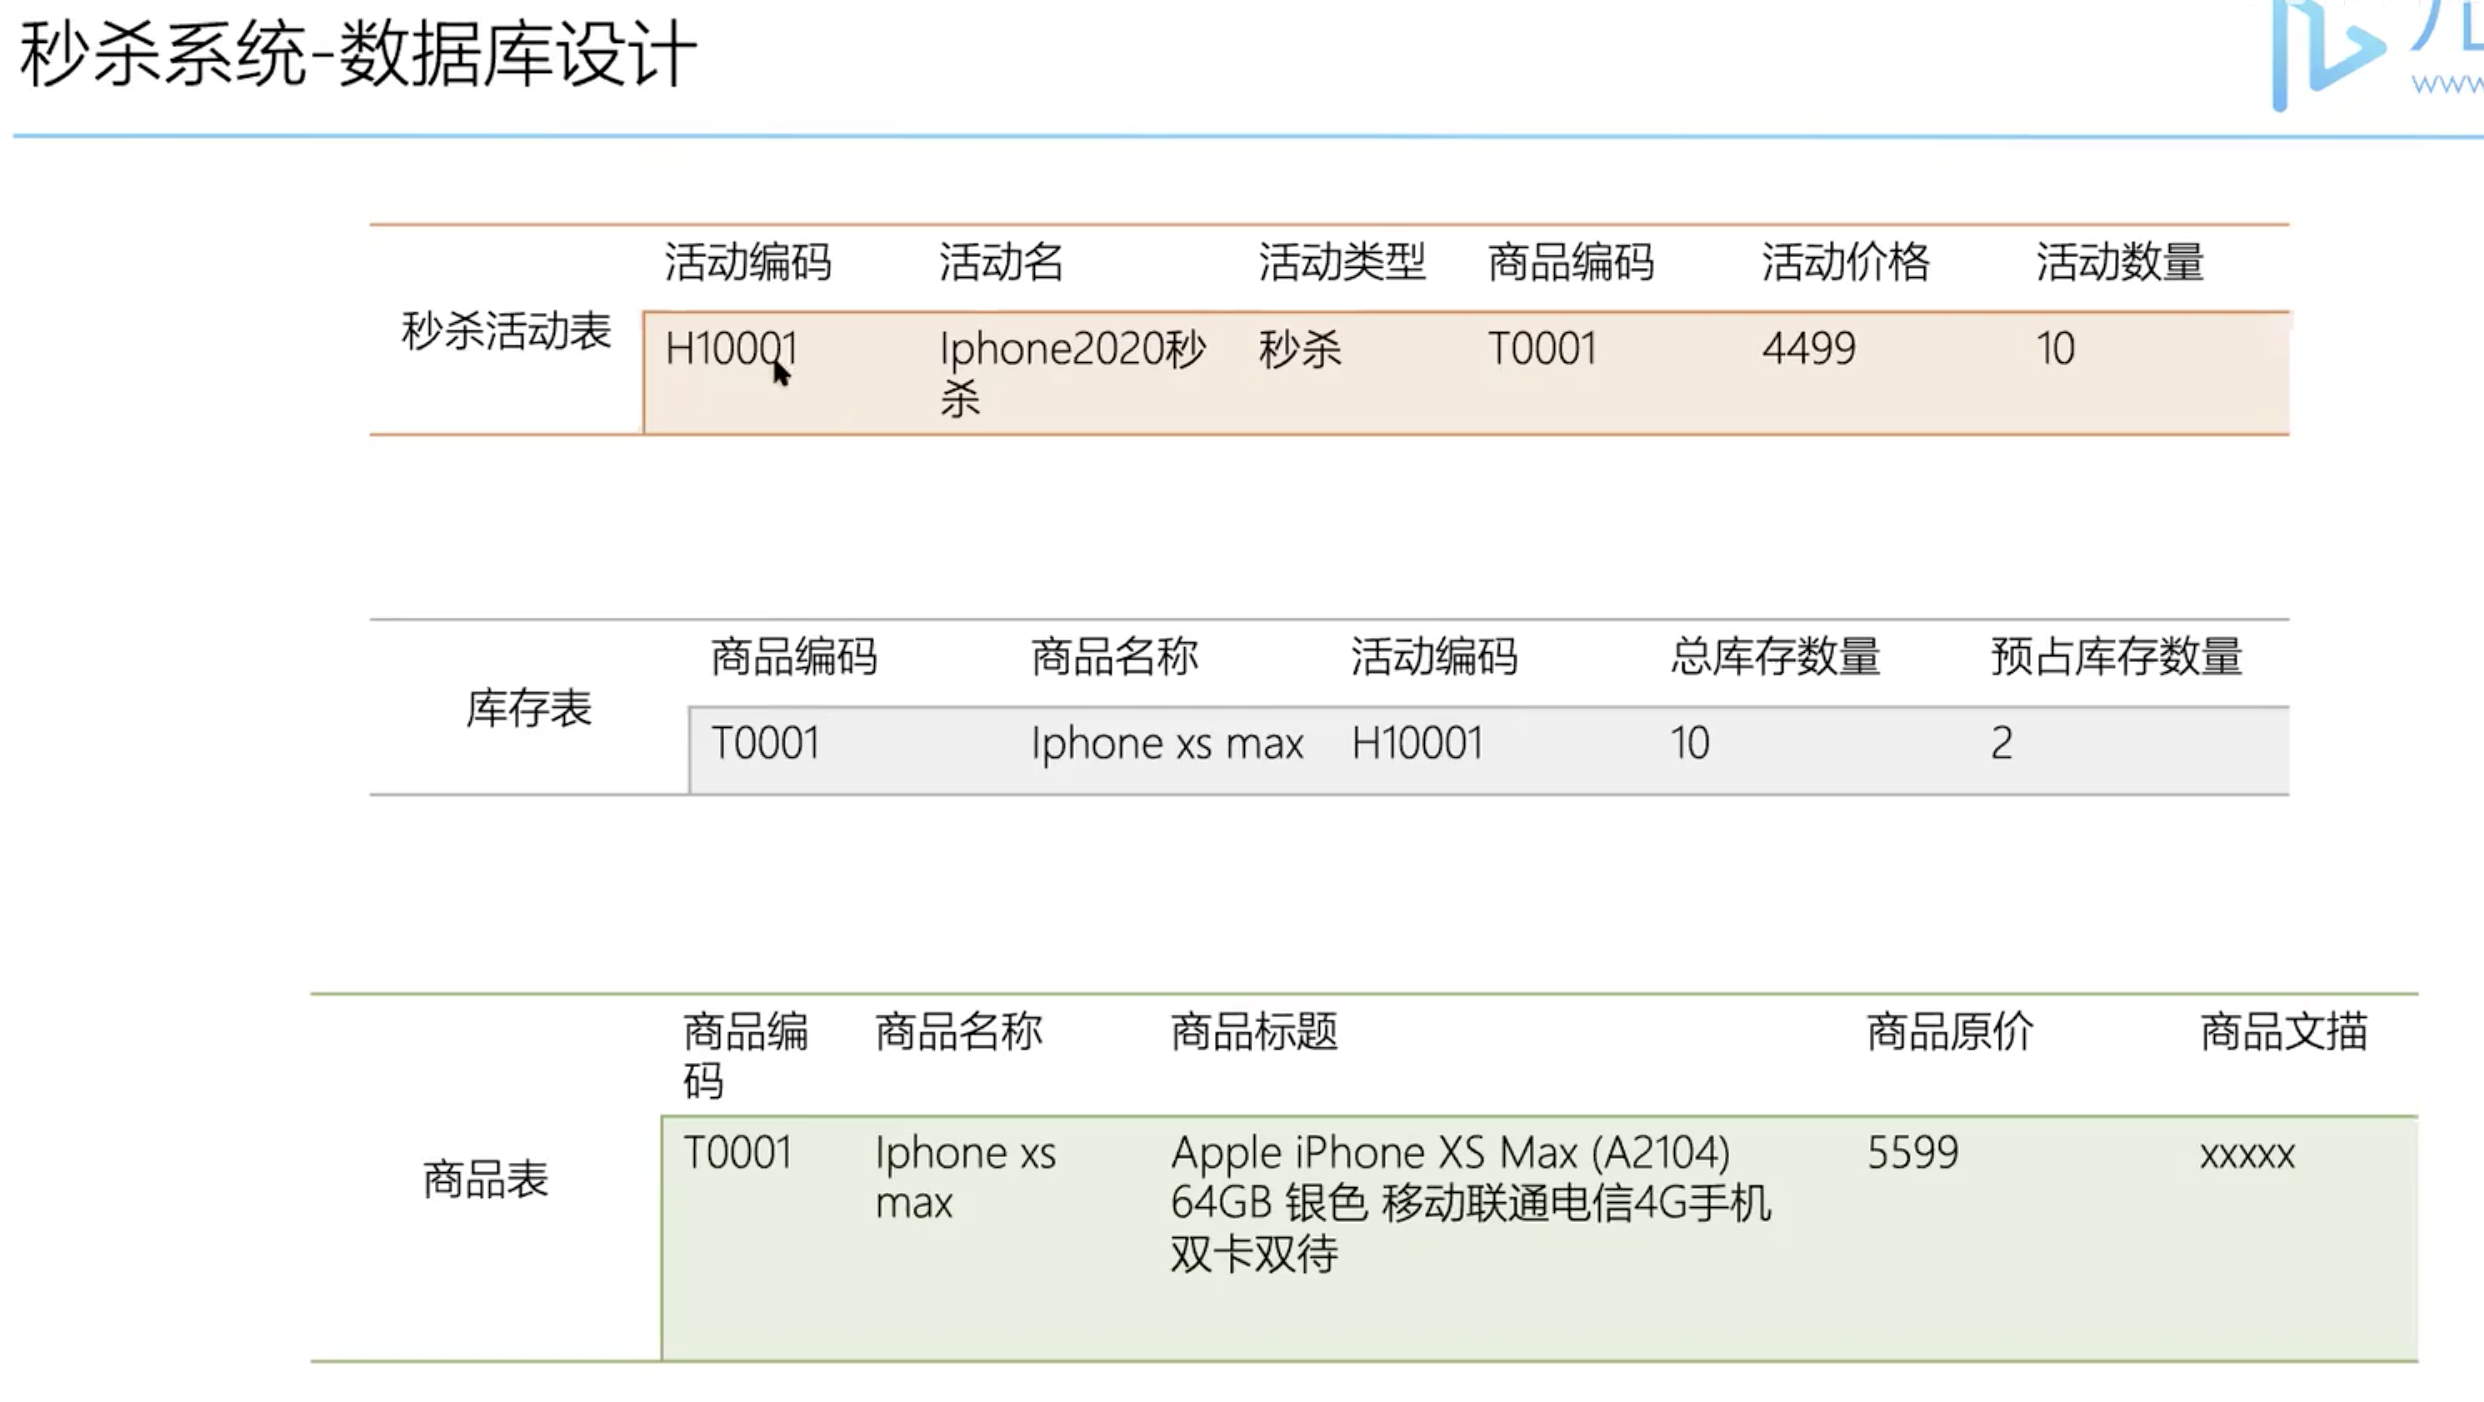 秒杀系统-数据库设计
www
活动编码 活动名 活动类型 商品编码 活动价格 活动数量
秒杀活动表
H10001 Iphone2020秒 秒杀 T0001 4499 10
杀
商品编码 商品名称 活动编码 总库存数量 预占库存数量
库存表
T0001 Iphone xs max H10001 10 2
商品编 商品名称 商品标题 商品原价 商品文描
码
商品表
T0001 Iphone xs Apple iPhone XS Max (A2104) 5599 xxxxx
max 64GB 银色 移动联通电信4G手机
双卡双待